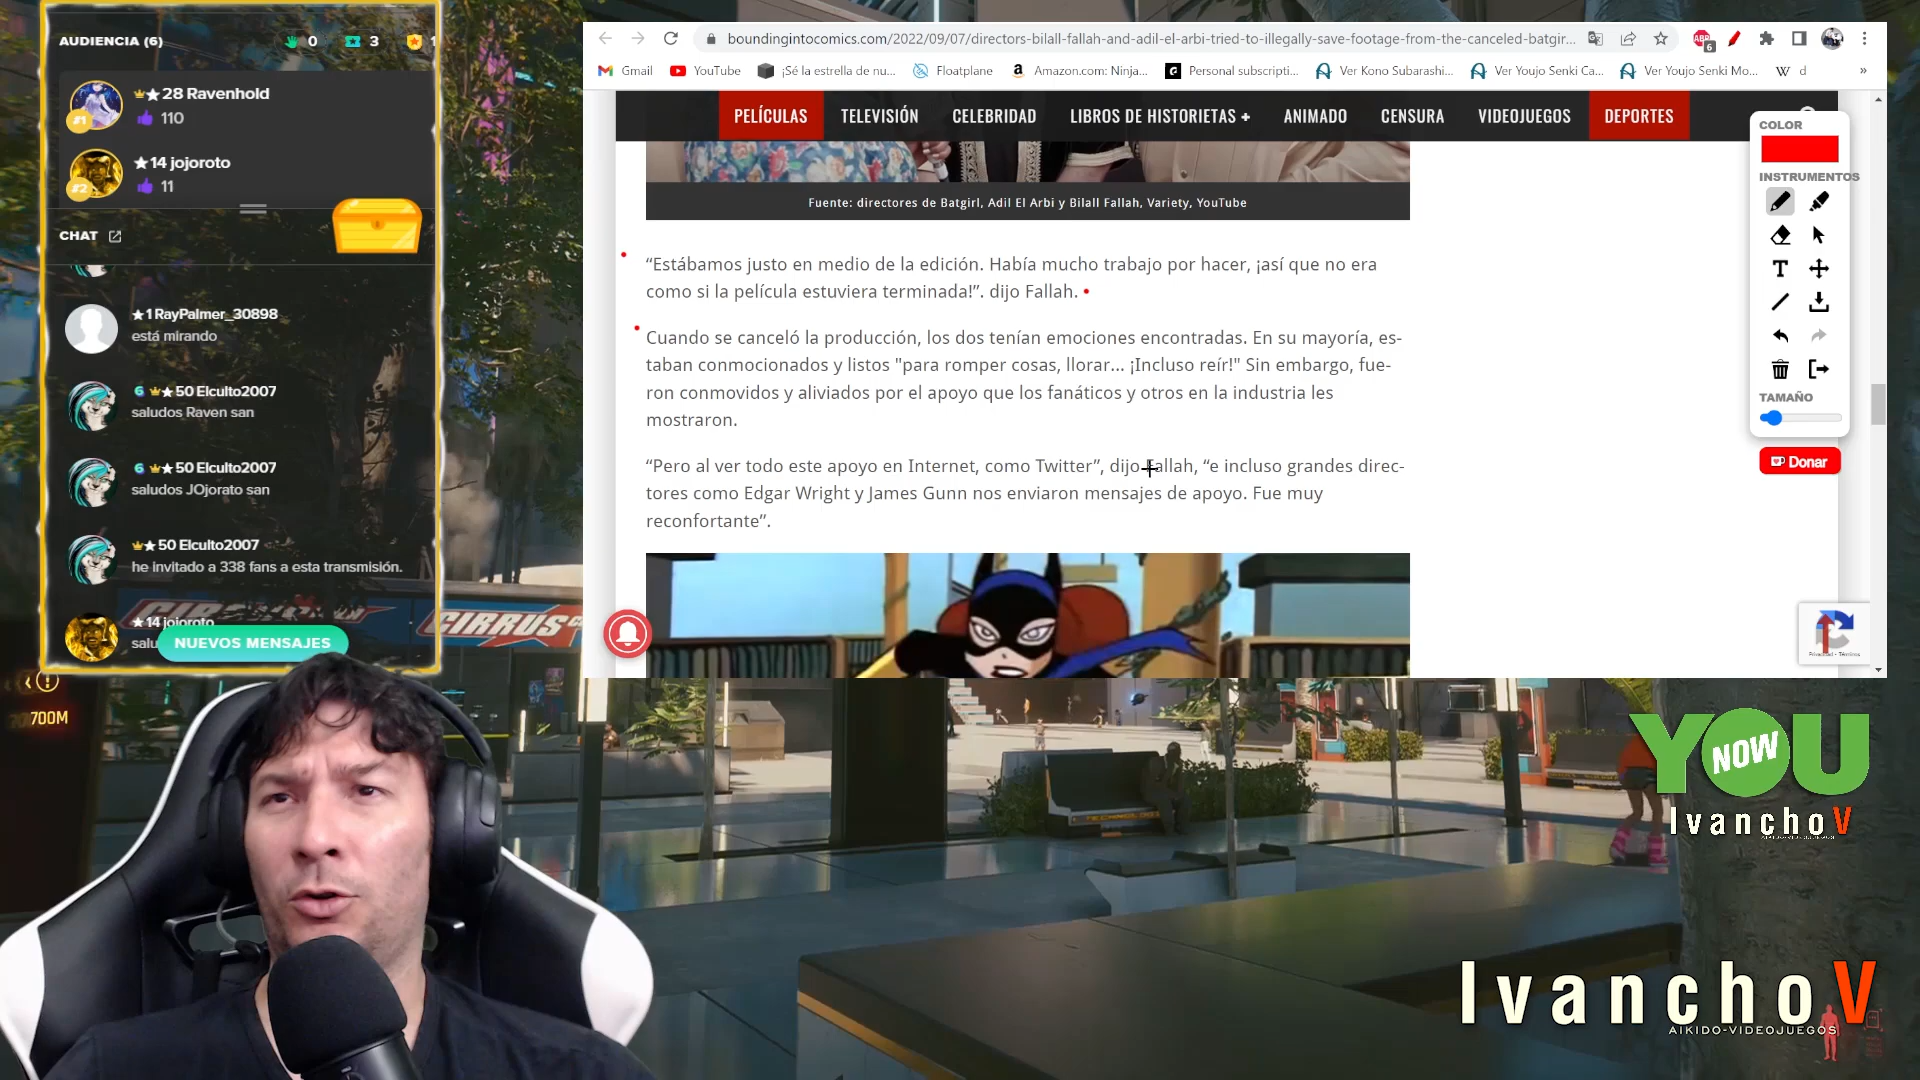 AUDIENCIA (6)
0
3
1
28 Ravenhold
110
#1
14 jojoroto
11
#2
CHAT
1 RayPalmer_30898
está mirando
6 50 Elculto2007
saludos Raven san
6 50 Elculto2007
saludos JOjorato san
50 Elculto2007
he invitado a 338 fans a esta transmisión.
14 jojoroto
salu
NUEVOS MENSAJES
boundingintocomics.com/2022/09/07/directors-bilall-fallah-and-adil-el-arbi-tried-to-illegally-save-footage-from-the-canceled-batgir...
6
Gmail
YouTube
¡Sé la estrella de nu...
Floatplane
Amazon.com: Ninja...
Personal subscripti...
Ver Kono Subarashi...
Ver Youjo Senki Ca...
Ver Youjo Senki Mo...
d
»
PELÍCULAS
TELEVISIÓN
CELEBRIDAD
LIBROS DE HISTORIETAS +
ANIMADO
CENSURA
VIDEOJUEGOS
DEPORTES
Fuente: directores de Batgirl, Adil El Arbi y Bilall Fallah, Variety, YouTube
“Estábamos justo en medio de la edición. Había mucho trabajo por hacer, ¡así que no era
como si la película estuviera terminada!”. dijo Fallah.
Cuando se canceló la producción, los dos tenían emociones encontradas. En su mayoría, es-
taban conmocionados y listos "para romper cosas, llorar... ¡Incluso reír!" Sin embargo, fue-
ron conmovidos y aliviados por el apoyo que los fanáticos y otros en la industria les
mostraron.
“Pero al ver todo este apoyo en Internet, como Twitter”, dijo Fallah, “e incluso grandes direc-
tores como Edgar Wright y James Gunn nos enviaron mensajes de apoyo. Fue muy
reconfortante”.
COLOR
INSTRUMENTOS
T
TAMAÑO
Donar
Privacidad - Términos
CIRRUS
700M
YOU
NOW
IvanchoV
IvanchoV
AIKIDO-VIDEOJUEGOS